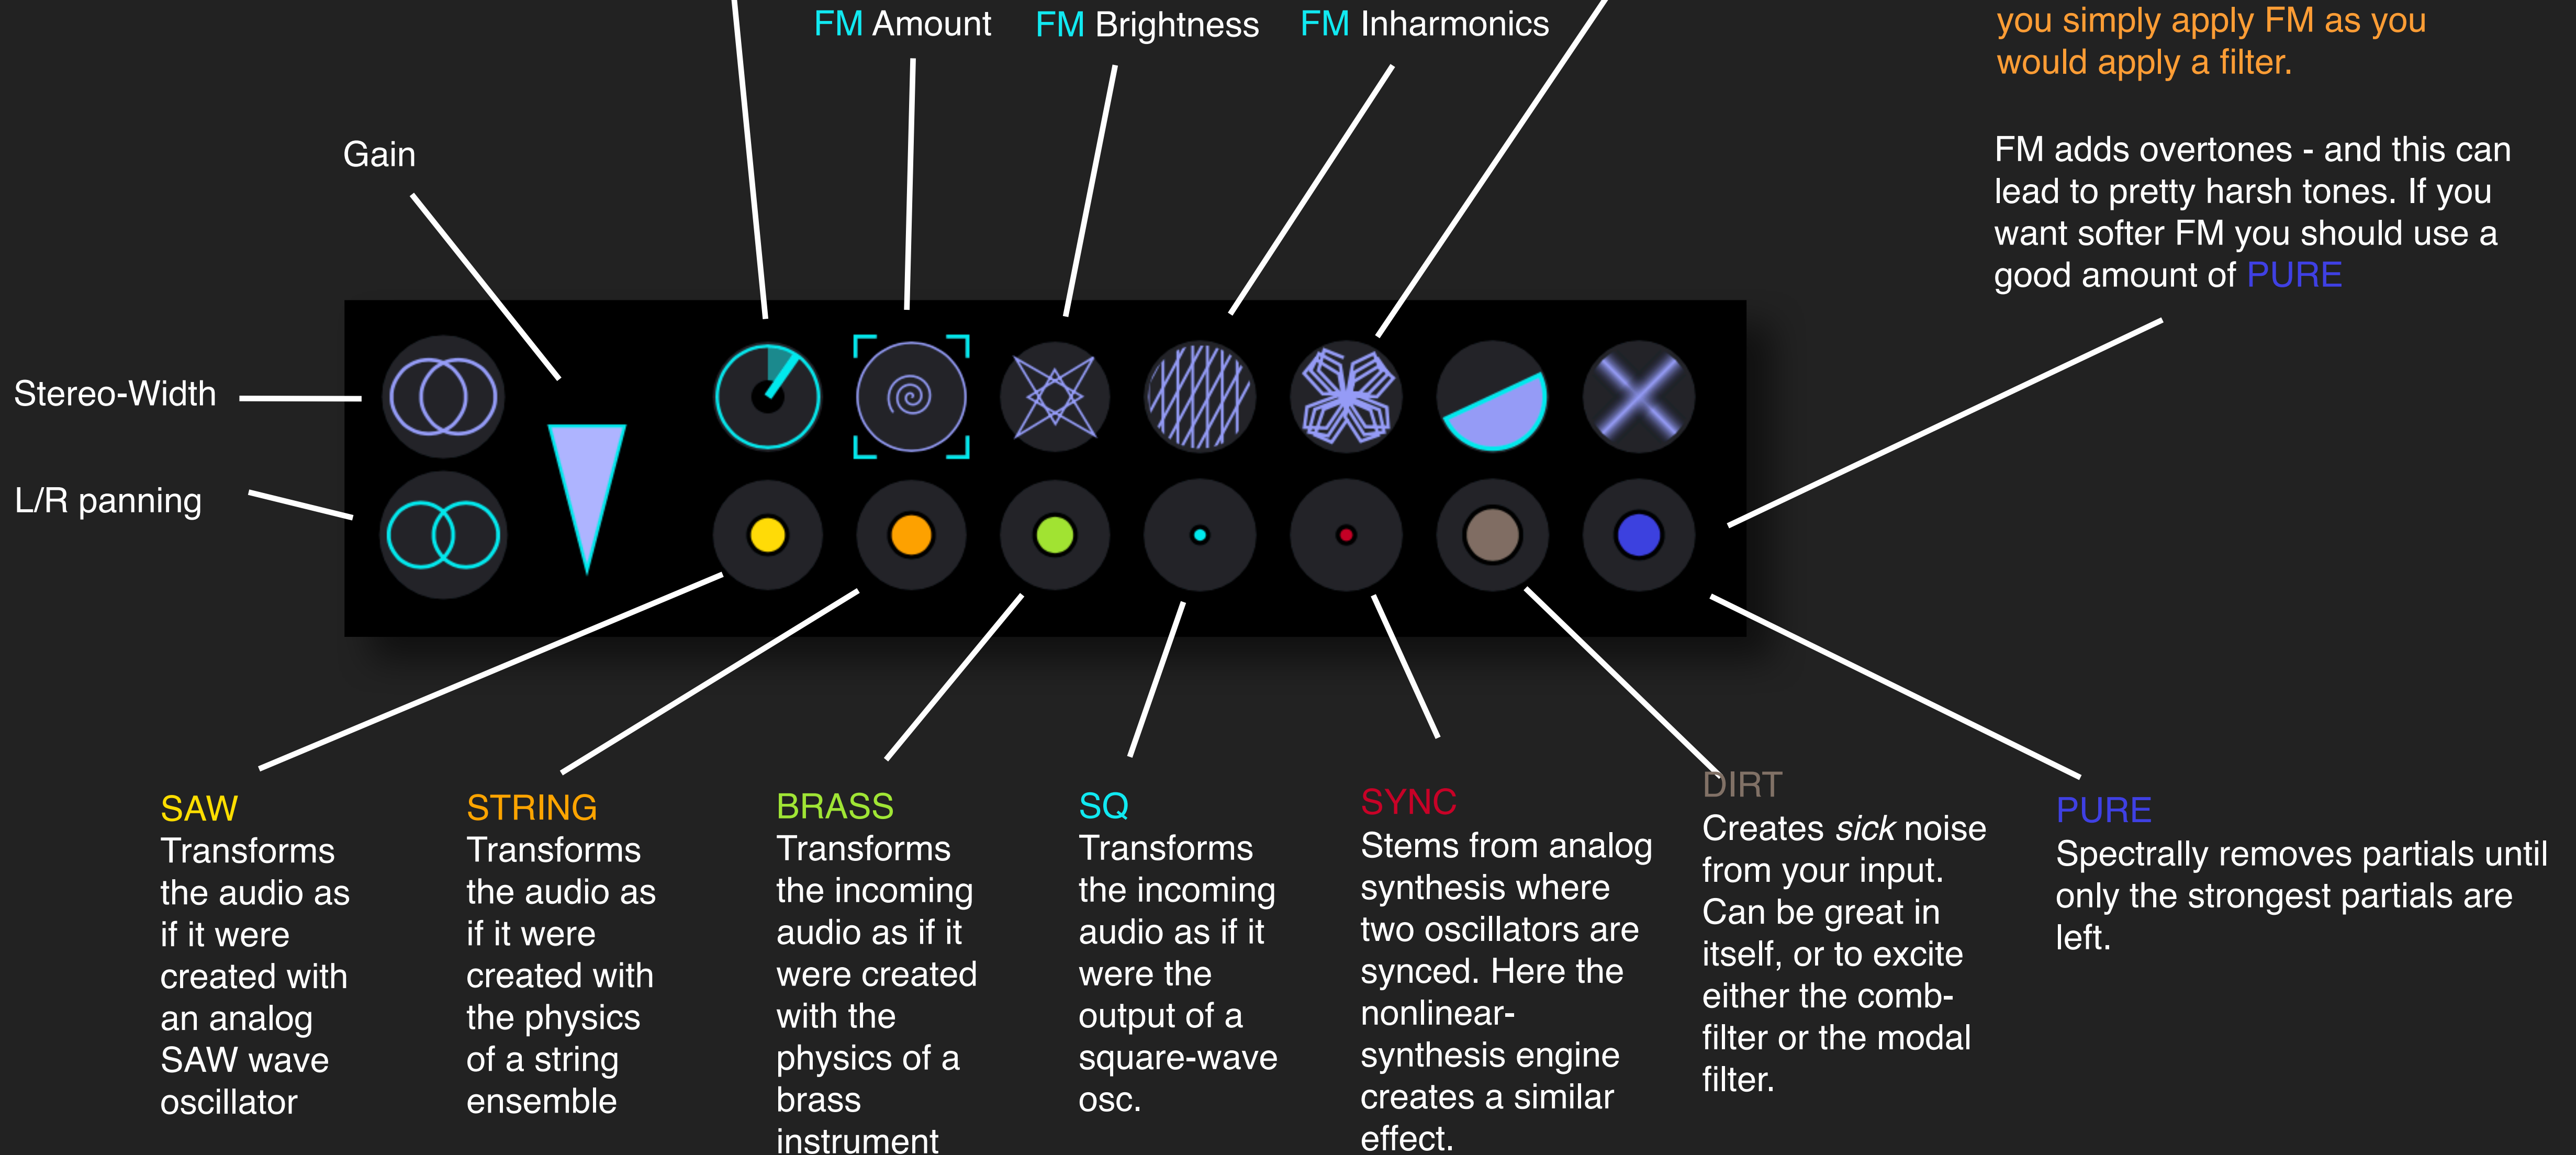 FM Amount
FM Brightness
FM Inharmonics
you simply apply FM as you
would apply a filter.
FM adds overtones - and this can
lead to pretty harsh tones. If you
want softer FM you should use a
good amount of PURE
Gain
Stereo-Width
L/R panning
SAW
Transforms
the audio as
if it were
created with
an analog
SAW wave
oscillator
STRING
Transforms
the audio as
if it were
created with
the physics
of a string
ensemble
BRASS
Transforms
the incoming
audio as if it
were created
with the
physics of a
brass
instrument
SQ
Transforms
the incoming
audio as if it
were the
output of a
square-wave
osc.
SYNC
Stems from analog
synthesis where
two oscillators are
synced. Here the
nonlinear-
synthesis engine
creates a similar
effect.
DIRT
Creates sick noise
from your input.
Can be great in
itself, or to excite
either the comb-
filter or the modal
filter.
PURE
Spectrally removes partials until
only the strongest partials are
left.